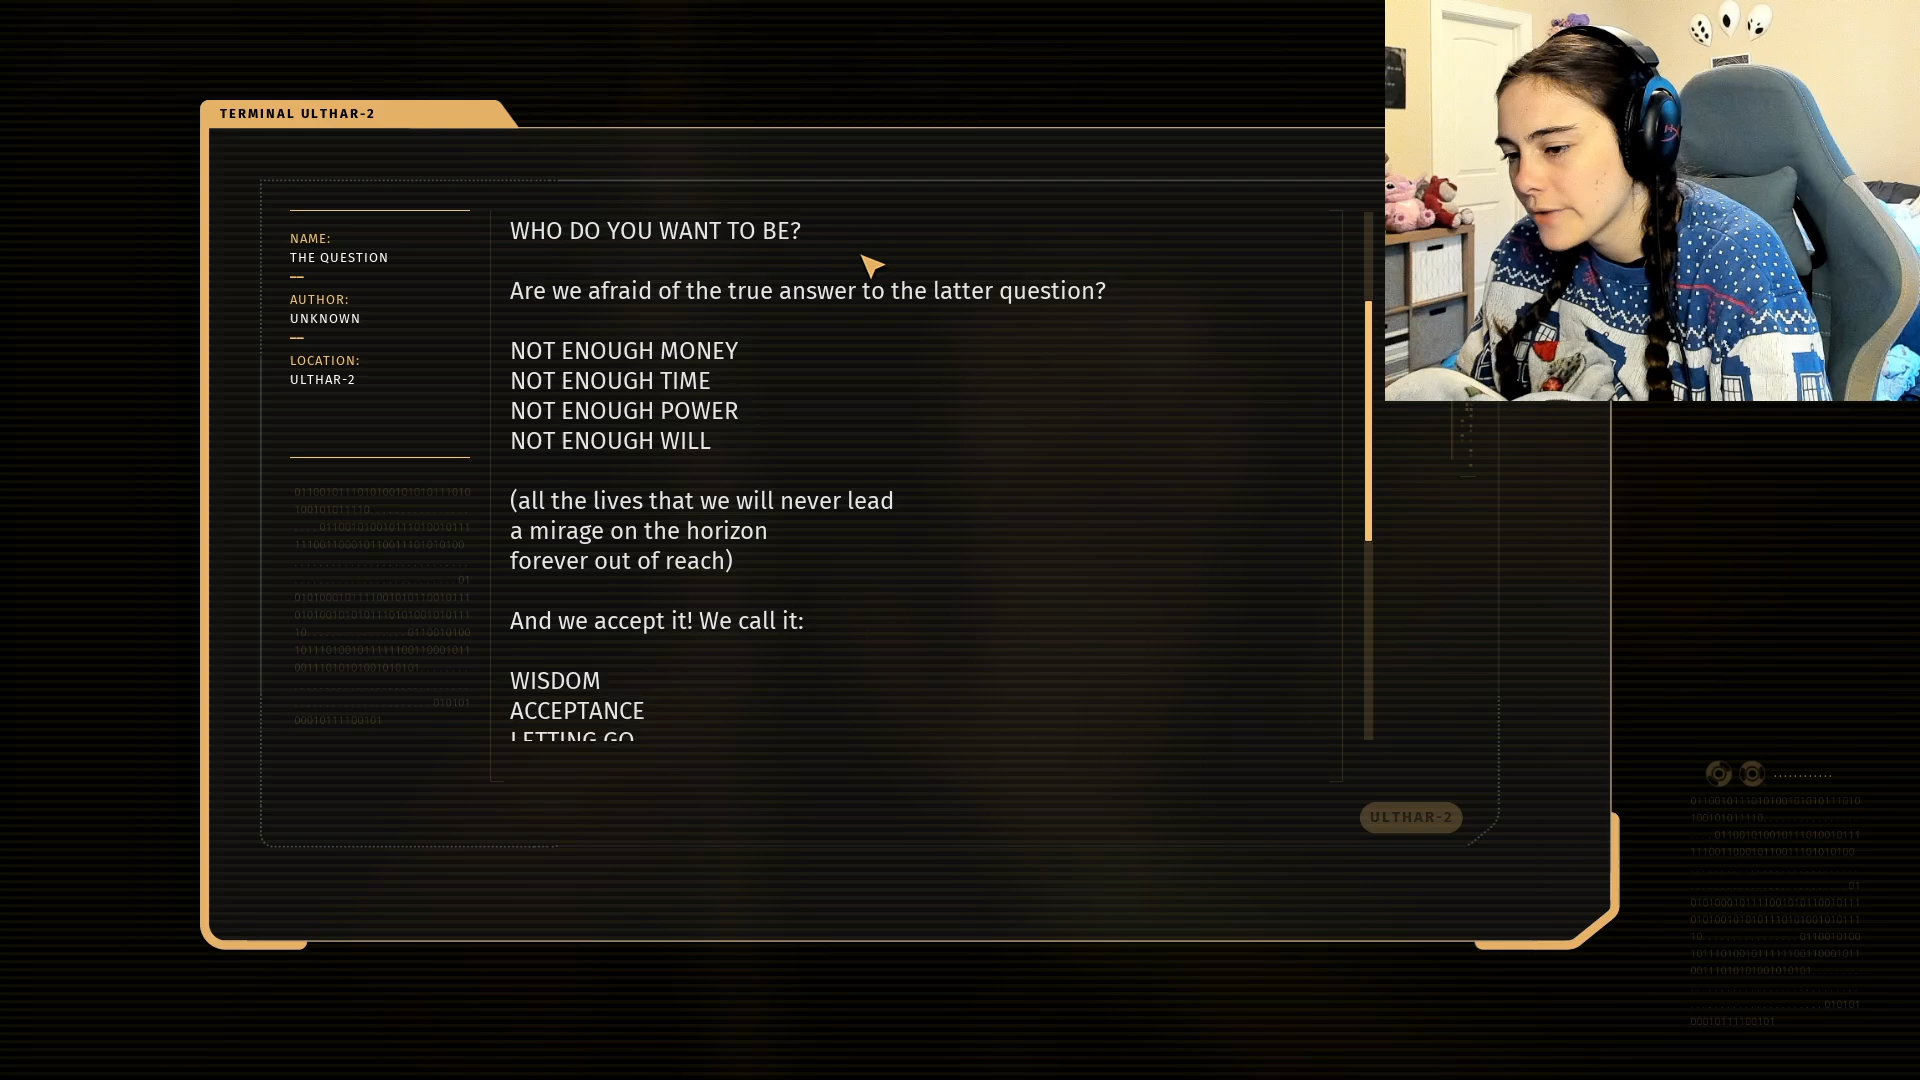 TERMINAL ULTHAR-2
NAME:
THE QUESTION
AUTHOR:
UNKNOWN
LOCATION:
ULTHAR-2
WHO DO YOU WANT TO BE?
Are we afraid of the true answer to the latter question?
NOT ENOUGH MONEY
NOT ENOUGH TIME
NOT ENOUGH POWER
NOT ENOUGH WILL
(all the lives that we will never lead
a mirage on the horizon
forever out of reach)
And we accept it! We call it:
WISDOM
ACCEPTANCE
LETTING GO
ULTHAR-2